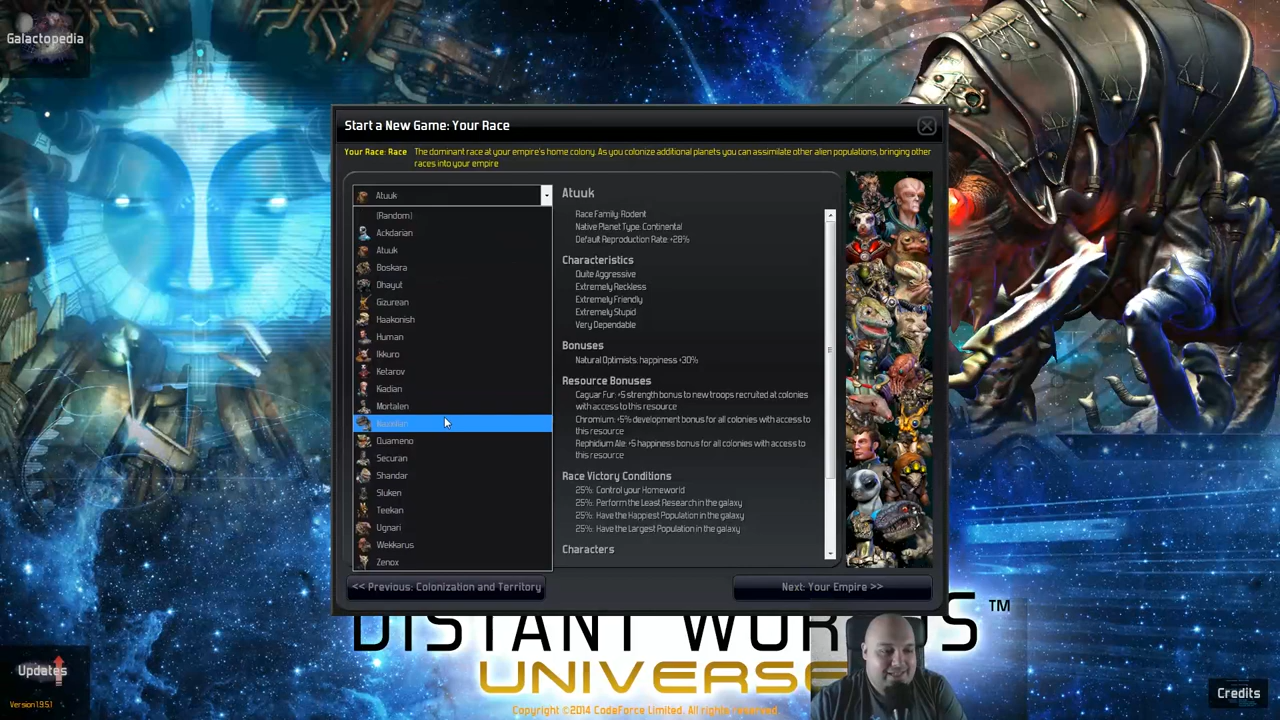 Galactopedia
Start a New Game: Your Race
Your Race: Race The dominant race at your empire's home colony. As you colonize additional planets you can assimilate other alien populations, bringing other
races into your empire
Atuuk
(Random)
Ackdarian
Atuuk
Boskara
Dhayut
Gizurean
Haakonish
Human
Ikkuro
Ketarov
Kiadian
Mortalen
Naxxilian
Quameno
Securan
Shandar
Sluken
Teekan
Ugnari
Wekkarus
Zenox
Atuuk
Race Family: Rodent
Native Planet Type: Continental
Default Reproduction Rate: +28%
Characteristics
Quite Aggressive
Extremely Reckless
Extremely Friendly
Extremely Stupid
Very Dependable
Bonuses
Natural Optimists: happiness +30%
Resource Bonuses
Caguar Fur: +5 strength bonus to new troops recruited at colonies
with access to this resource
Chromium: +5% development bonus for all colonies with access to
this resource
Rephidium Ale: +5 happiness bonus for all colonies with access to
this resource
Race Victory Conditions
25%: Control your Homeworld
25%: Perform the Least Research in the galaxy
25%: Have the Happiest Population in the galaxy
25%: Have the Largest Population in the galaxy
Characters
<< Previous: Colonization and Territory
Next: Your Empire >>
DISTANT WORLDS™
UNIVERSE
Updates
Version 1.9.5.1
Copyright ©2014 CodeForce Limited. All rights reserved.
Credits